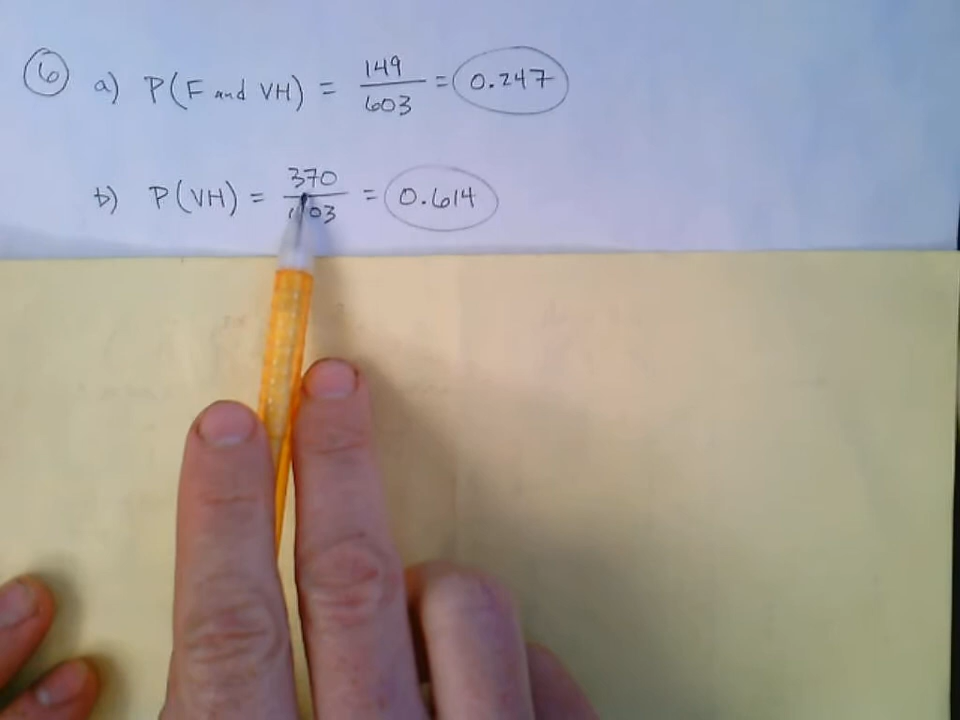 6 a) P(F and VH) = 149/603 = 0.247
b) P(VH) = 370/603 = 0.614